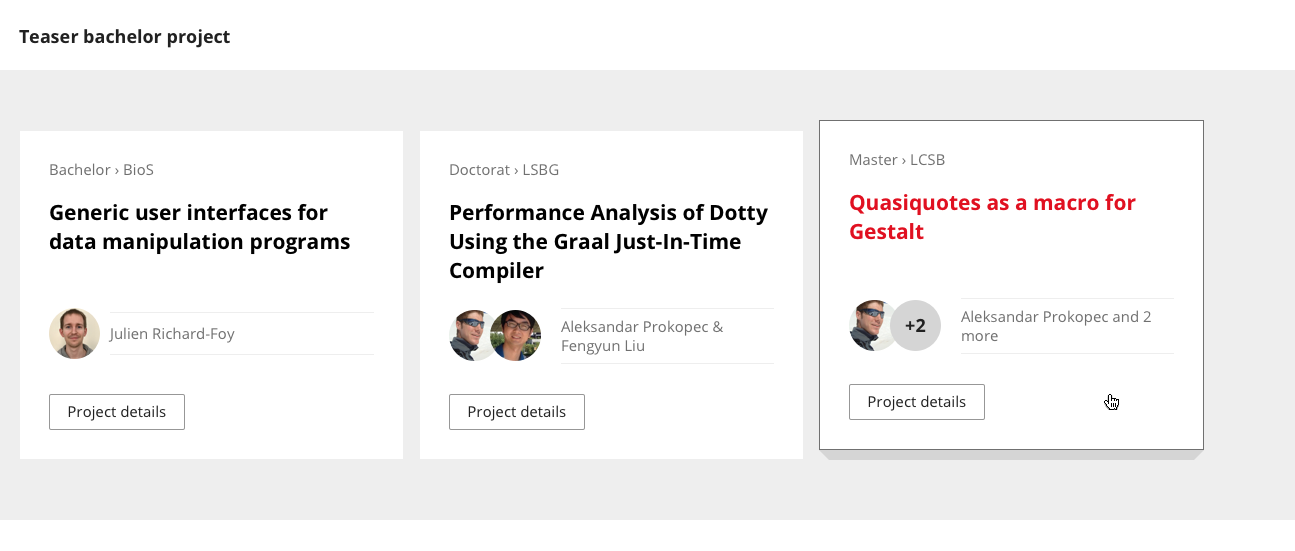 Teaser bachelor project
Bachelor › BioS
Generic user interfaces for
data manipulation programs
Julien Richard-Foy
Project details
Doctorat › LSBG
Performance Analysis of Dotty
Using the Graal Just-In-Time
Compiler
Aleksandar Prokopec &
Fengyun Liu
Project details
Master › LCSB
Quasiquotes as a macro for
Gestalt
+2
Aleksandar Prokopec and 2
more
Project details